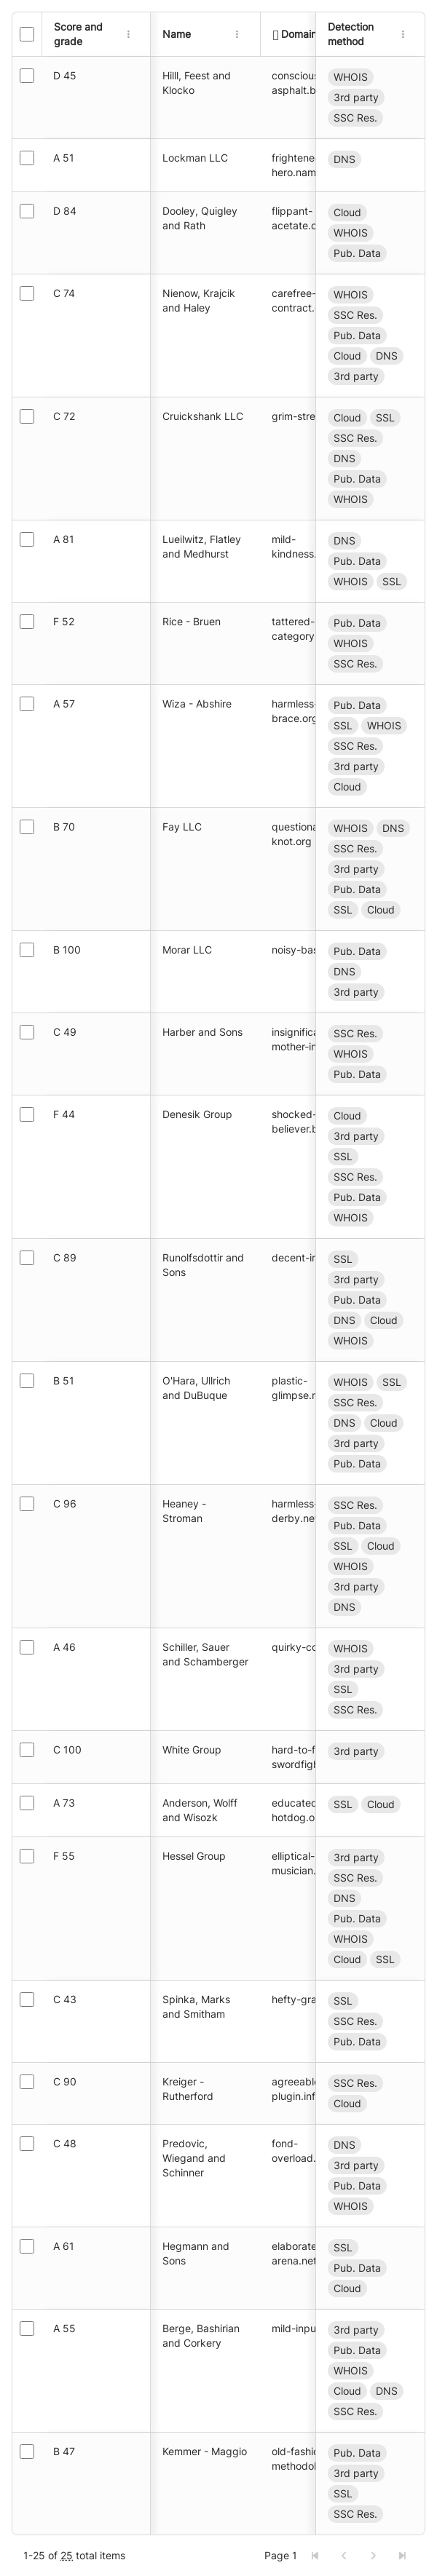 Score and grade
Name
Domain
Detection method
D 45
Hilll, Feest and Klocko
conscious-
asphalt.b
WHOIS
3rd party
SSC Res.
A 51
Lockman LLC
frightene
hero.nam
DNS
D 84
Dooley, Quigley and Rath
flippant-
acetate.c
Cloud
WHOIS
Pub. Data
C 74
Nienow, Krajcik and Haley
carefree-
contract.
WHOIS
SSC Res.
Pub. Data
Cloud DNS
3rd party
C 72
Cruickshank LLC
grim-stre
Cloud SSL
SSC Res.
DNS
Pub. Data
WHOIS
A 81
Lueilwitz, Flatley and Medhurst
mild-
kindness.
DNS
Pub. Data
WHOIS SSL
F 52
Rice - Bruen
tattered-
category
Pub. Data
WHOIS
SSC Res.
A 57
Wiza - Abshire
harmless-
brace.org
Pub. Data
SSL WHOIS
SSC Res.
3rd party
Cloud
B 70
Fay LLC
questiona
knot.org
WHOIS DNS
SSC Res.
3rd party
Pub. Data
SSL Cloud
B 100
Morar LLC
noisy-bas
Pub. Data
DNS
3rd party
C 49
Harber and Sons
insignifica
mother-in
SSC Res.
WHOIS
Pub. Data
F 44
Denesik Group
shocked-
believer.b
Cloud
3rd party
SSL
SSC Res.
Pub. Data
WHOIS
C 89
Runolfsdottir and Sons
decent-in
SSL
3rd party
Pub. Data
DNS Cloud
WHOIS
B 51
O'Hara, Ullrich and DuBuque
plastic-
glimpse.n
WHOIS SSL
SSC Res.
DNS Cloud
3rd party
Pub. Data
C 96
Heaney - Stroman
harmless-
derby.net
SSC Res.
Pub. Data
SSL Cloud
WHOIS
3rd party
DNS
A 46
Schiller, Sauer and Schamberger
quirky-co
WHOIS
3rd party
SSL
SSC Res.
C 100
White Group
hard-to-f
swordfigh
3rd party
A 73
Anderson, Wolff and Wisozk
educated
hotdog.o
SSL Cloud
F 55
Hessel Group
elliptical-
musician.
3rd party
SSC Res.
DNS
Pub. Data
WHOIS
Cloud SSL
C 43
Spinka, Marks and Smitham
hefty-gra
SSL
SSC Res.
Pub. Data
C 90
Kreiger - Rutherford
agreeable
plugin.inf
SSC Res.
Cloud
C 48
Predovic, Wiegand and Schinner
fond-
overload.
DNS
3rd party
Pub. Data
WHOIS
A 61
Hegmann and Sons
elaborate
arena.net
SSL
Pub. Data
Cloud
A 55
Berge, Bashirian and Corkery
mild-inpu
3rd party
Pub. Data
WHOIS
Cloud DNS
SSC Res.
B 47
Kemmer - Maggio
old-fashio
methodol
Pub. Data
3rd party
SSL
SSC Res.
1-25 of 25 total items
Page 1